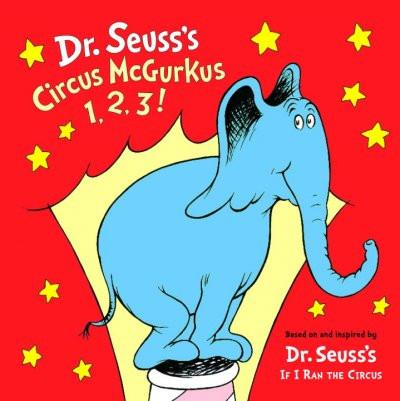 Dr. Seuss's
Circus McGurkus
1, 2, 3!
Based on and inspired by
Dr. Seuss's
If I Ran the Circus